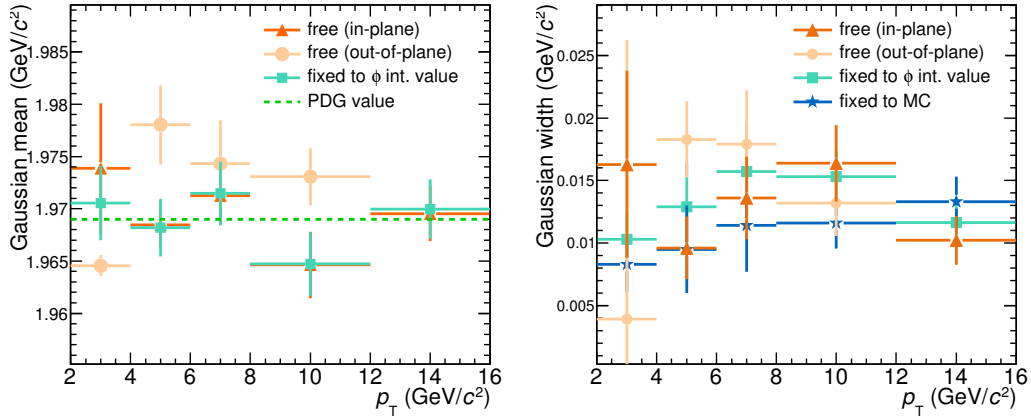 Gaussian mean (GeV/c²)
free (in-plane)
free (out-of-plane)
fixed to ϕ int. value
PDG value
1.985
1.98
1.975
1.97
1.965
1.96
2 4 6 8 10 12 14 16
p_T (GeV/c²)
Gaussian width (GeV/c²)
free (in-plane)
free (out-of-plane)
fixed to ϕ int. value
fixed to MC
0.025
0.02
0.015
0.01
0.005
2 4 6 8 10 12 14 16
p_T (GeV/c²)